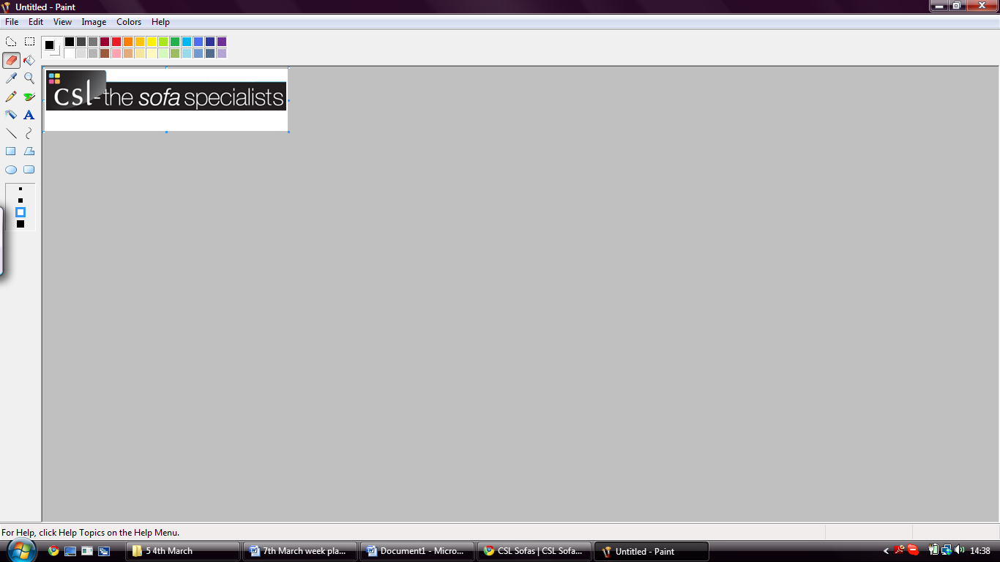 Untitled - Paint
File Edit View Image Colors Help
csl-the sofa specialists
For Help, click Help Topics on the Help Menu.
5 4th March
7th March week pla...
Document1 - Micro...
CSL Sofas | CSL Sofa...
Untitled - Paint
14:38